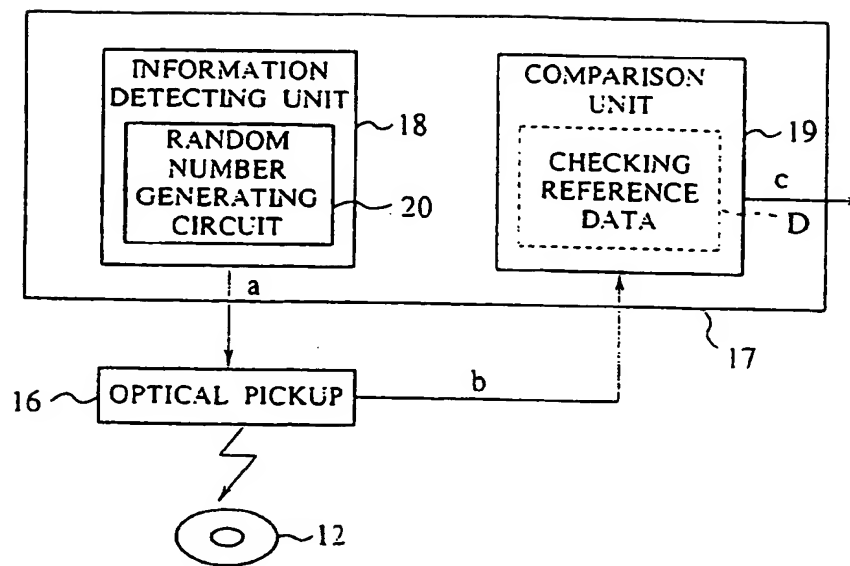 INFORMATION
DETECTING UNIT
18
RANDOM
NUMBER
GENERATING
CIRCUIT
20
COMPARISON
UNIT
19
CHECKING
REFERENCE
DATA
c
D
a
17
16
OPTICAL PICKUP
b
12